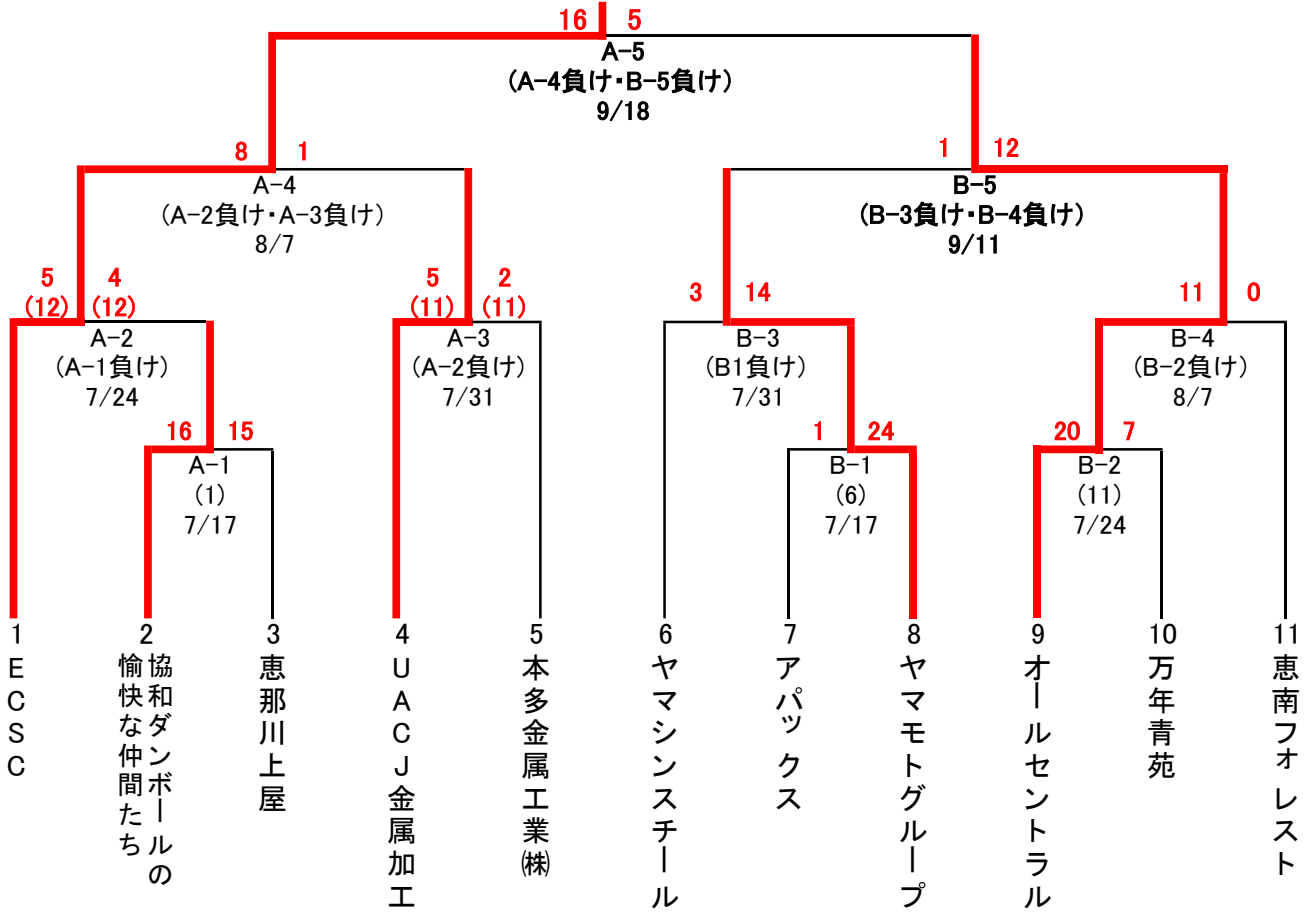 16 5
A-5
(A-4負け・B-5負け)
9/18
8 1
A-4
(A-2負け・A-3負け)
8/7
1 12
B-5
(B-3負け・B-4負け)
9/11
5 4
(12) (12)
A-2
(A-1負け)
7/24
5 2
(11) (11)
A-3
(A-2負け)
7/31
3 14
B-3
(B1負け)
7/31
11 0
B-4
(B-2負け)
8/7
16 15
A-1
(1)
7/17
1 24
B-1
(6)
7/17
20 7
B-2
(11)
7/24
1
ECSC
2
協和ダンボールの
愉快な仲間たち
3
恵那川上屋
4
UACJ金属加工
5
本多金属工業㈱
6
ヤマシンスチール
7
アパックス
8
ヤマモトグループ
9
オールセントラル
10
万年青苑
11
恵南フォレスト